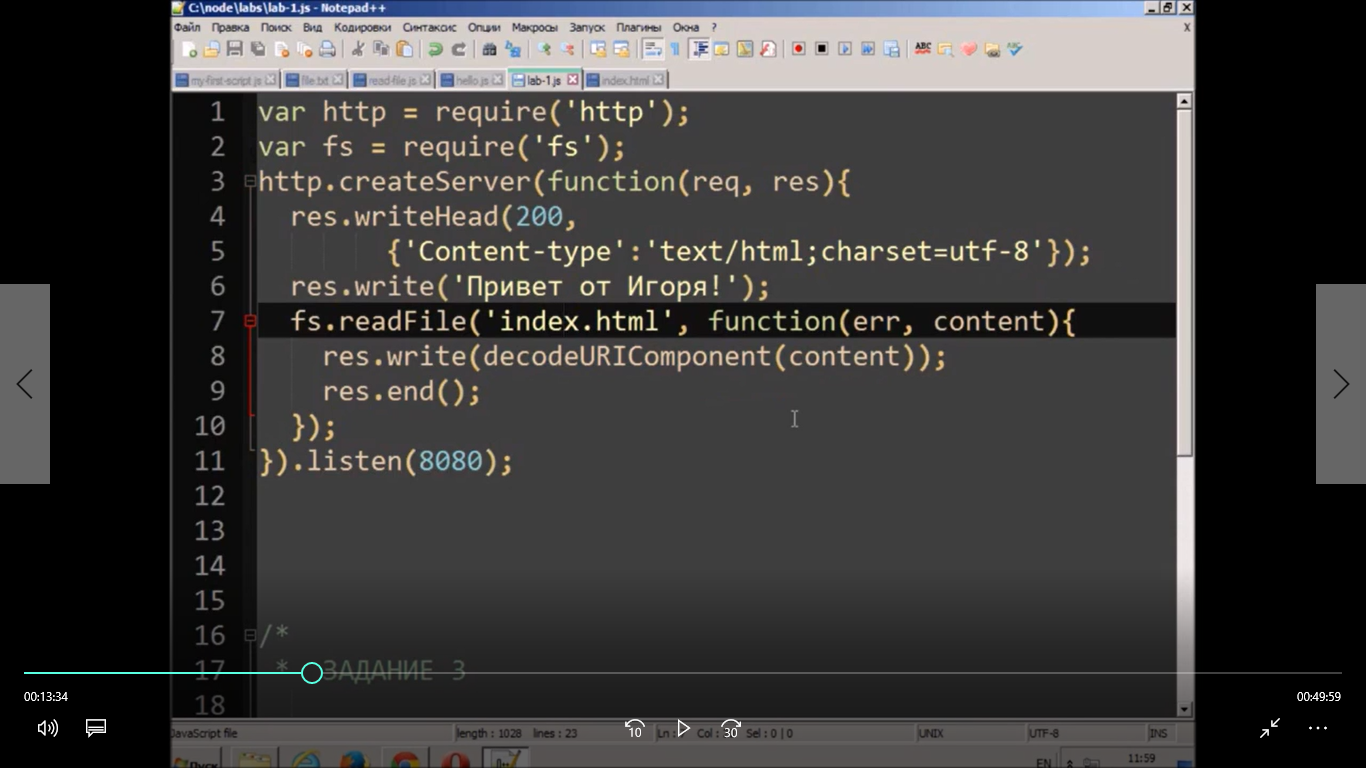 C:\node\labs\lab-1.js - Notepad++
Файл Правка Поиск Вид Кодировки Синтаксис Опции Макросы Запуск Плагины Окна ? X
my-first-script.js file.txt read-file.js hello.js lab-1.js index.html
1 var http = require('http');
2 var fs = require('fs');
3 http.createServer(function(req, res){
4 res.writeHead(200,
5 {'Content-type':'text/html;charset=utf-8'});
6 res.write('Привет от Игоря!');
7 fs.readFile('index.html', function(err, content){
8 res.write(decodeURIComponent(content));
9 res.end();
10 });
11 }).listen(8080);
12
13
14
15
16 /*
17 * ЗАДАНИЕ 3
18
00:13:34 00:49:59
10 30
JavaScript file length : 1028 lines : 23 Ln : Col : Sel : 0 | 0 UNIX UTF-8 INS
Пуск EN 11:59